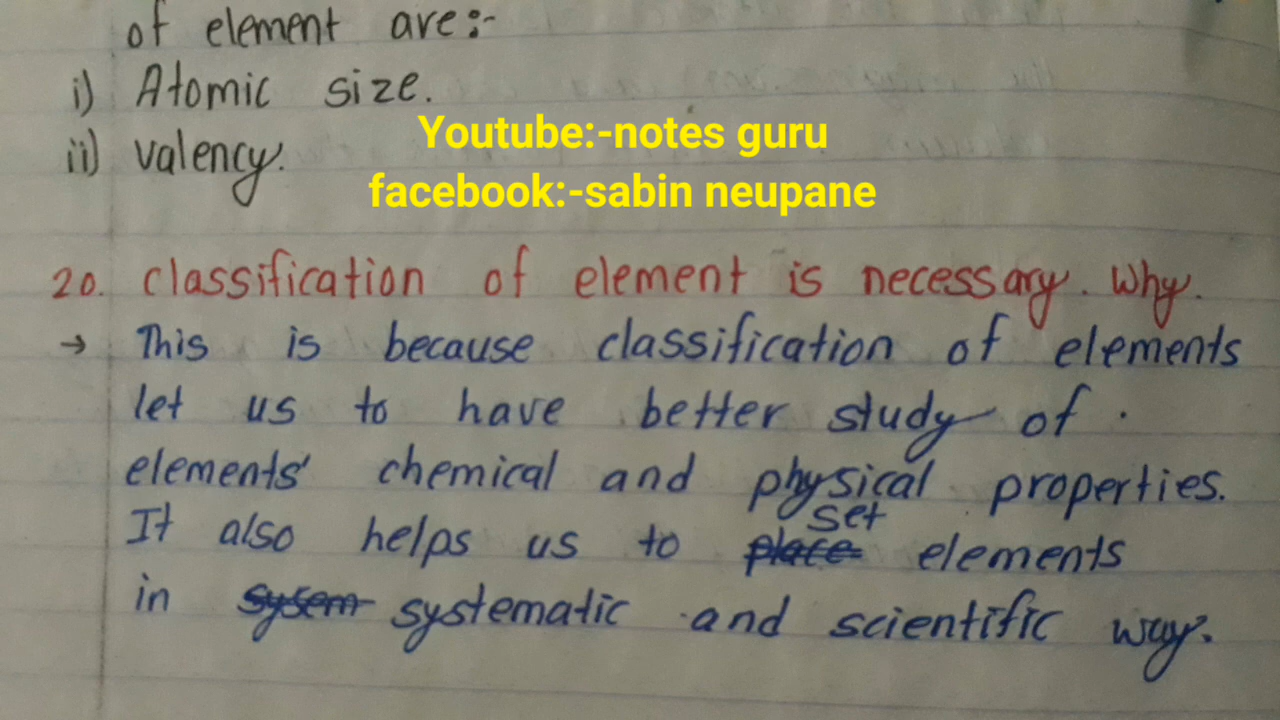 of element are:-
i) Atomic size.
ii) valency.
Youtube:-notes guru
facebook:-sabin neupane
20. classification of element is necessary. Why.
→ This is because classification of elements
let us to have better study of .
elements' chemical and physical properties.
It also helps us to place set elements
in sysem systematic and scientific way.